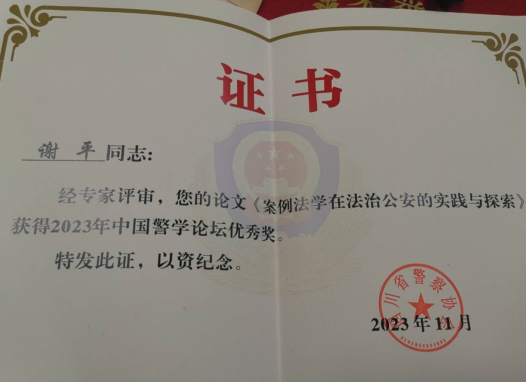 证书
谢平同志：
经专家评审，您的论文《案例法学在法治公安的实践与探索》
获得2023年中国警学论坛优秀奖。
特发此证，以资纪念。
四川省警察协会
2023年11月